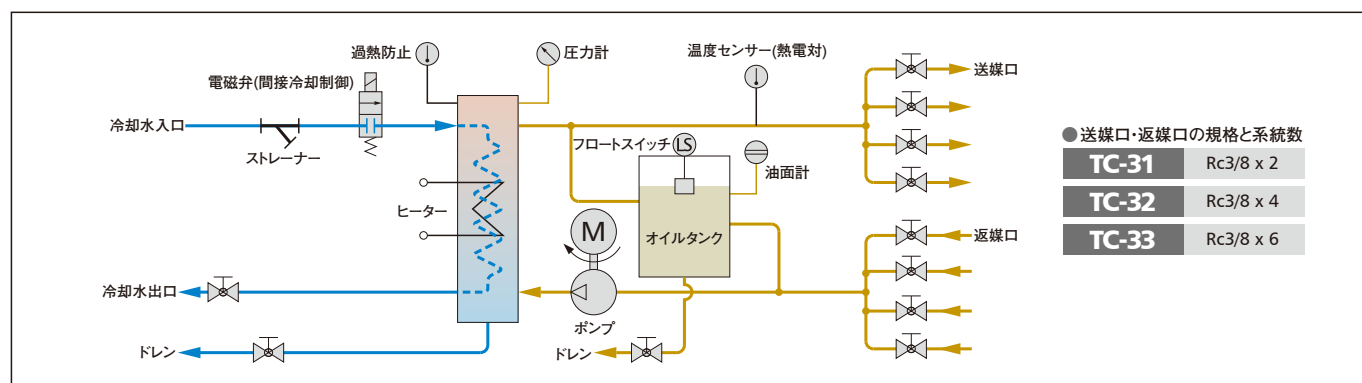 過熱防止
圧力計
温度センサー(熱電対)
電磁弁(間接冷却制御)
送媒口
冷却水入口
ストレーナー
フロートスイッチ
LS
油面計
ヒーター
M
オイルタンク
返媒口
冷却水出口
ポンプ
ドレン
ドレン
●送媒口・返媒口の規格と系統数
TC-31 Rc3/8 x 2
TC-32 Rc3/8 x 4
TC-33 Rc3/8 x 6